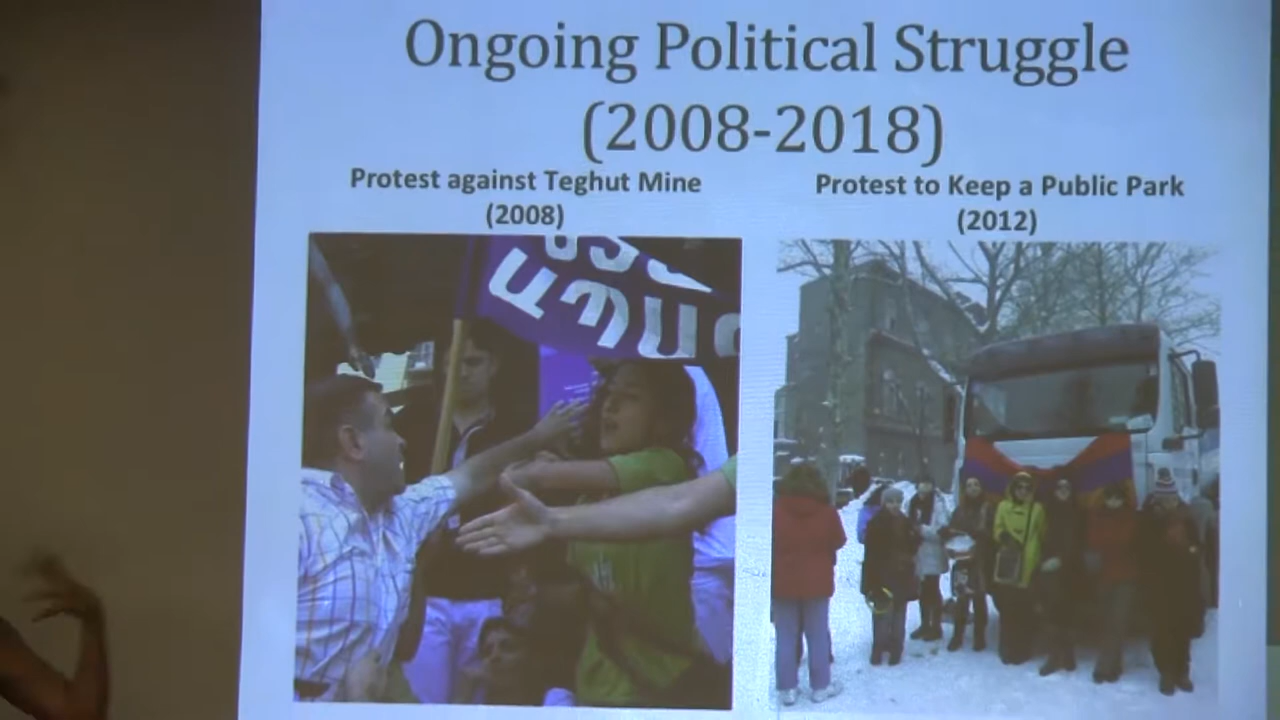 Ongoing Political Struggle
(2008-2018)
Protest against Teghut Mine
(2008)
Protest to Keep a Public Park
(2012)